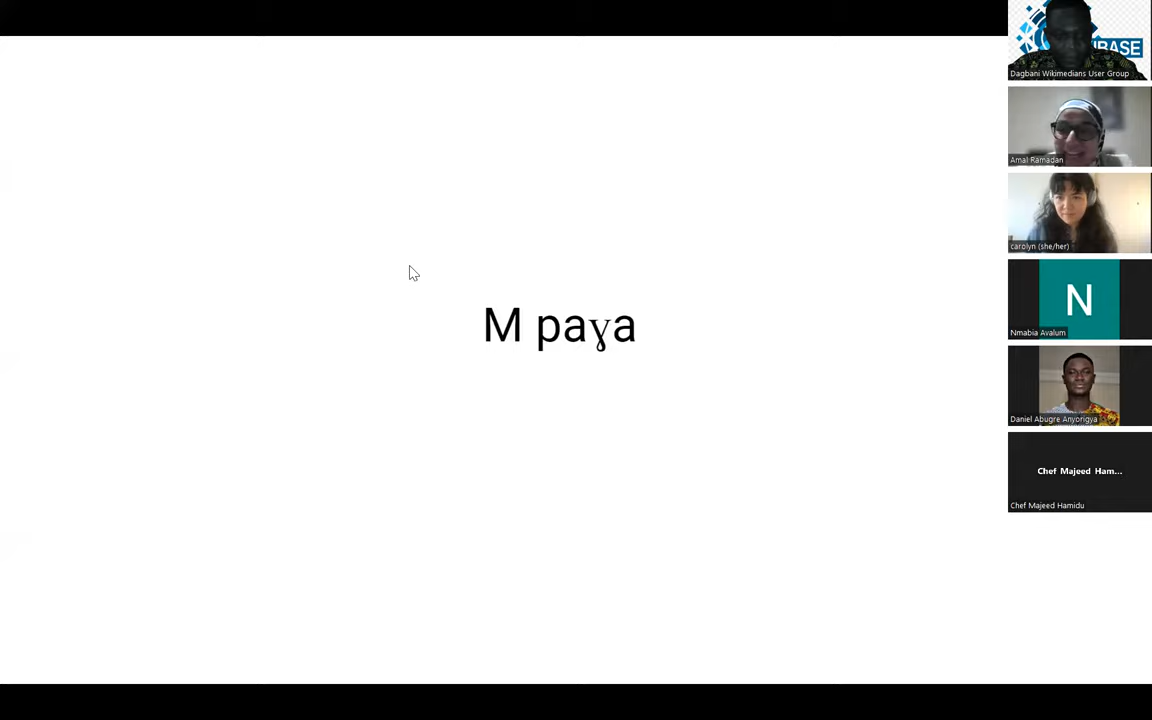 M paɣa
BASE
Dagbani Wikimedians User Group
Amal Ramadan
carolyn (she/her)
N
Nmabia Avalum
Daniel Abugre Anyorigya
Chef Majeed Ham...
Chef Majeed Hamidu